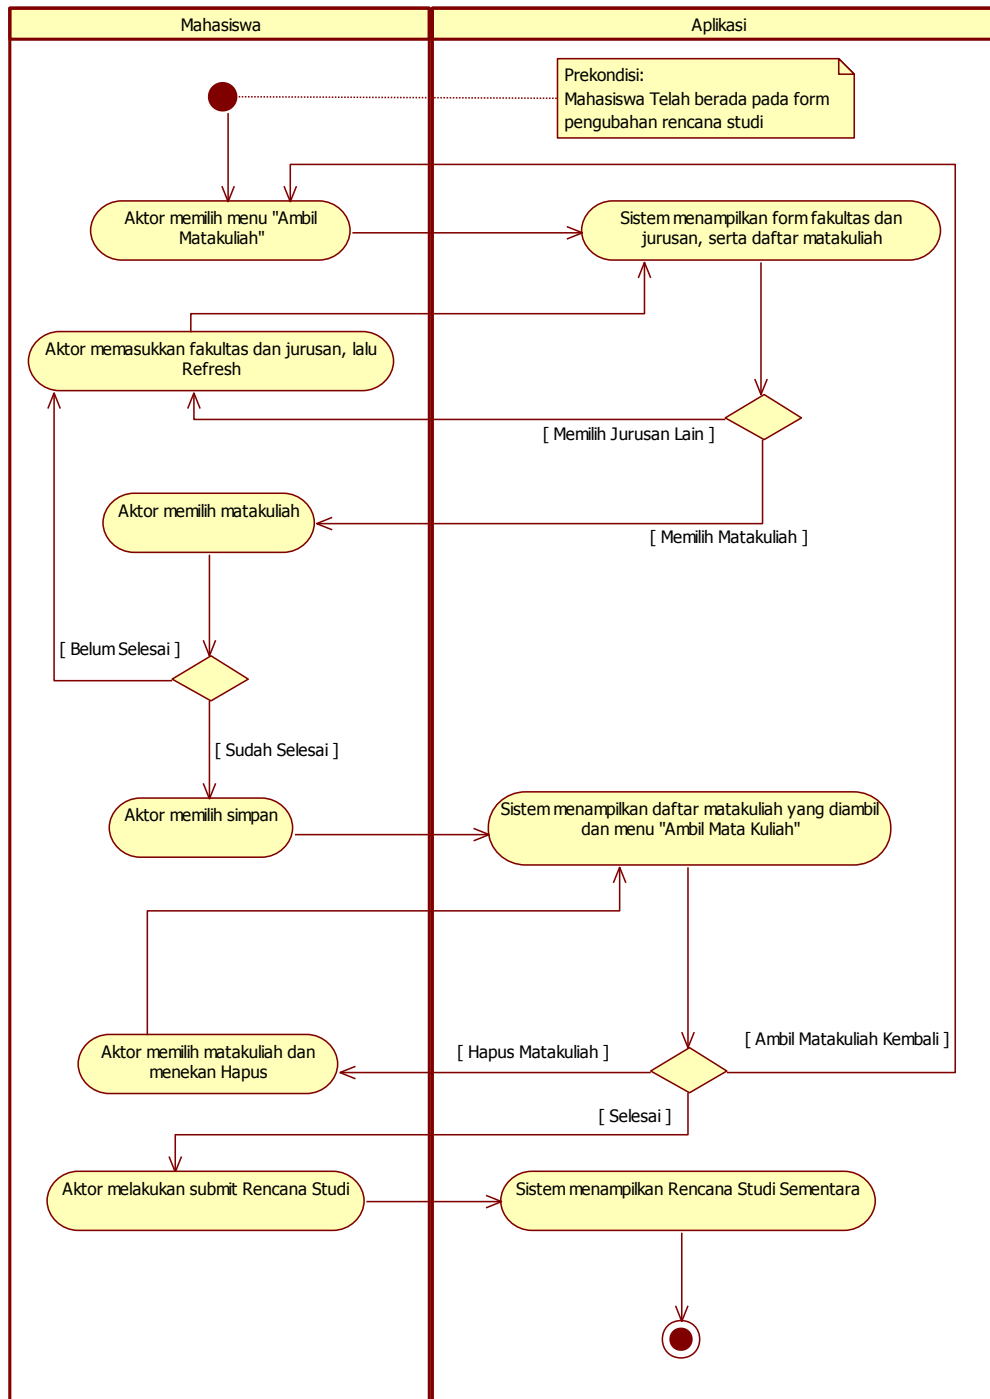 Mahasiswa
Aplikasi
Prekondisi:
Mahasiswa Telah berada pada form
pengubahan rencana studi
Aktor memilih menu "Ambil
Matakuliah"
Sistem menampilkan form fakultas dan
jurusan, serta daftar matakuliah
Aktor memasukkan fakultas dan jurusan, lalu
Refresh
[ Memilih Jurusan Lain ]
Aktor memilih matakuliah
[ Memilih Matakuliah ]
[ Belum Selesai ]
[ Sudah Selesai ]
Aktor memilih simpan
Sistem menampilkan daftar matakuliah yang diambil
dan menu "Ambil Mata Kuliah"
[ Ambil Matakuliah Kembali ]
Aktor memilih matakuliah dan
menekan Hapus
[ Hapus Matakuliah ]
[ Selesai ]
Aktor melakukan submit Rencana Studi
Sistem menampilkan Rencana Studi Sementara